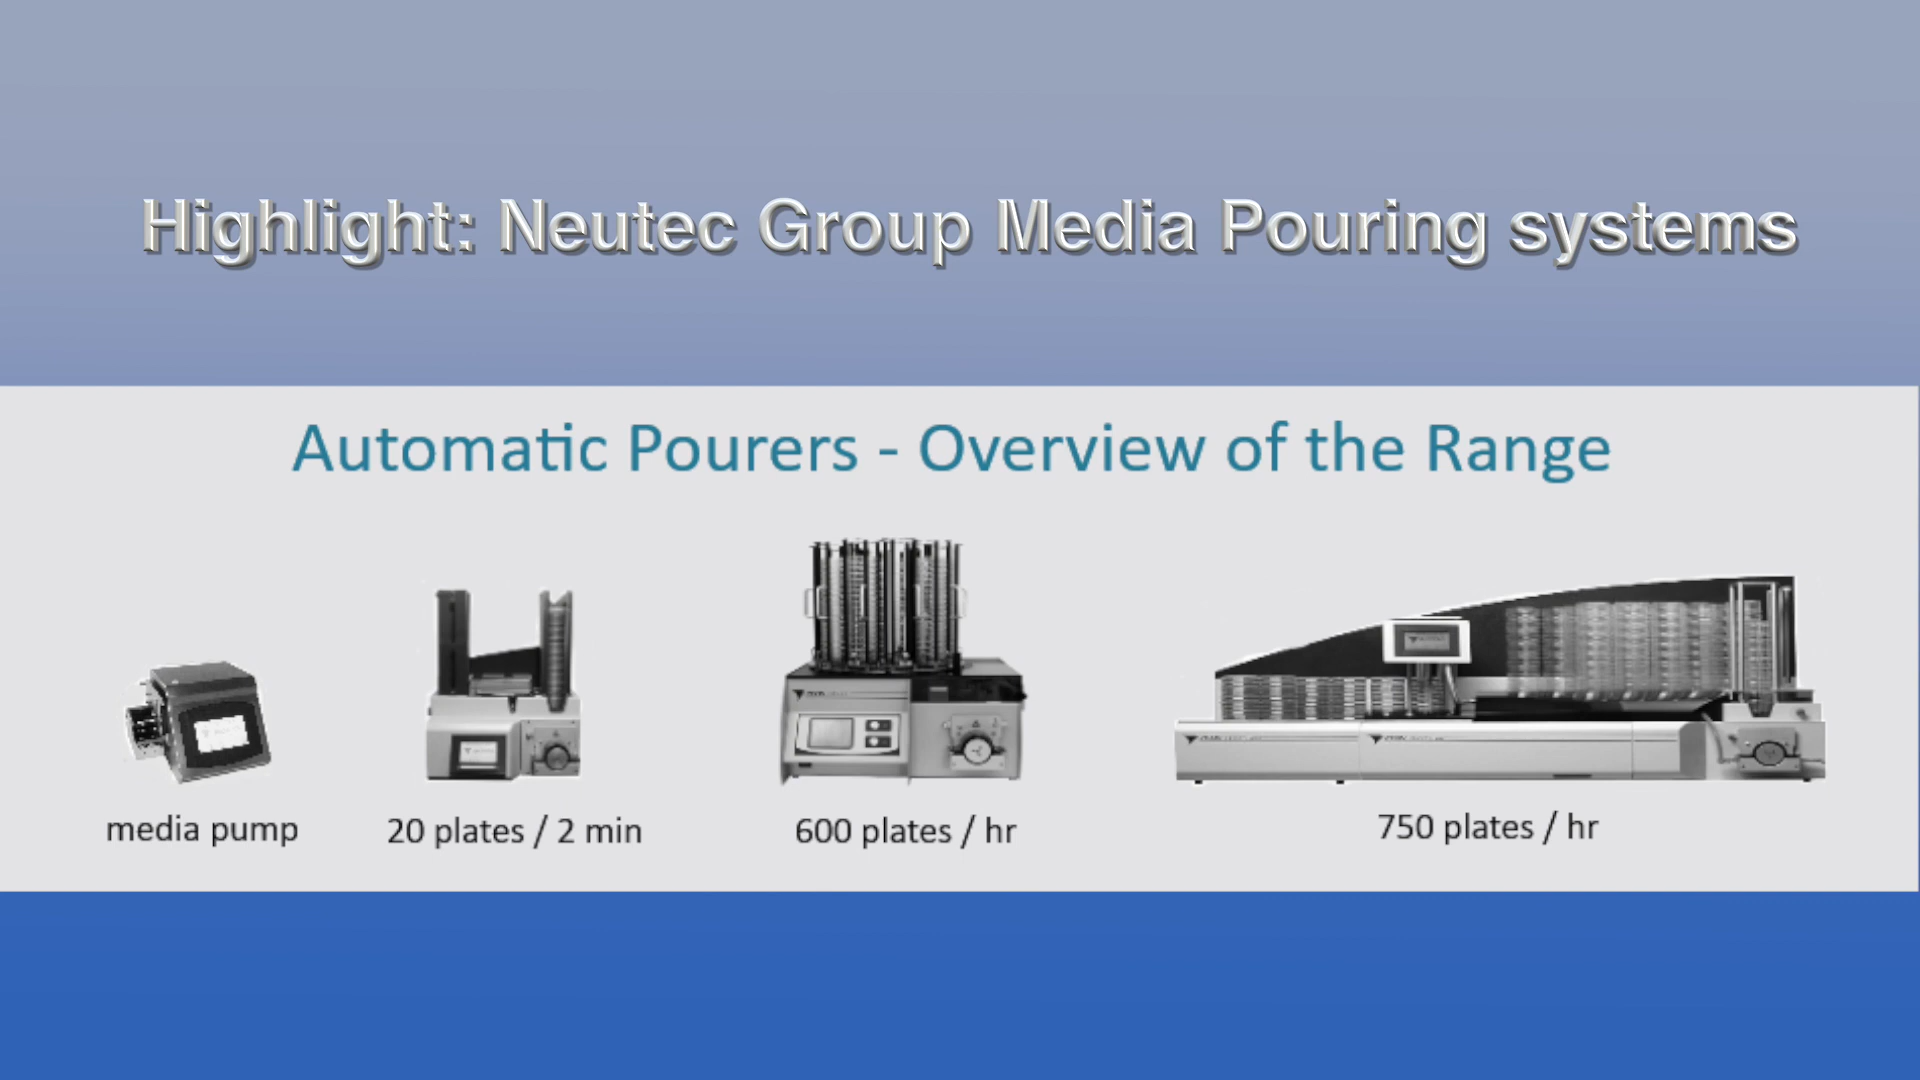 Highlight: Neutec Group Media Pouring systems
Automatic Pourers - Overview of the Range
media pump
20 plates / 2 min
600 plates / hr
750 plates / hr